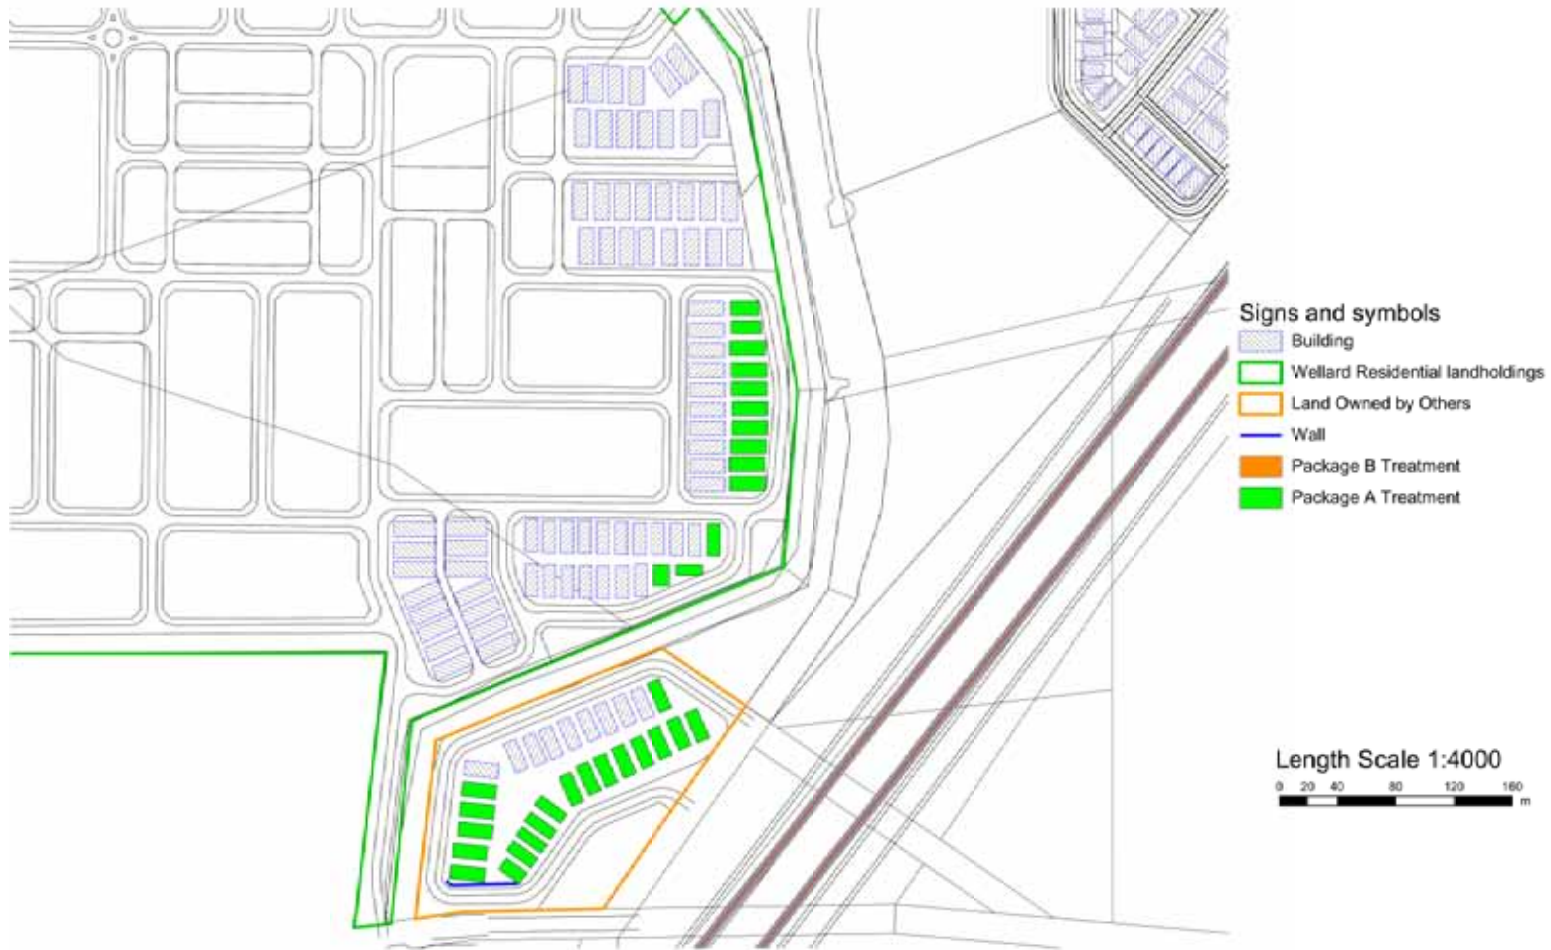 Signs and symbols
Building
Wellard Residential landholdings
Land Owned by Others
Wall
Package B Treatment
Package A Treatment
Length Scale 1:4000
0 20 40 80 120 160
m